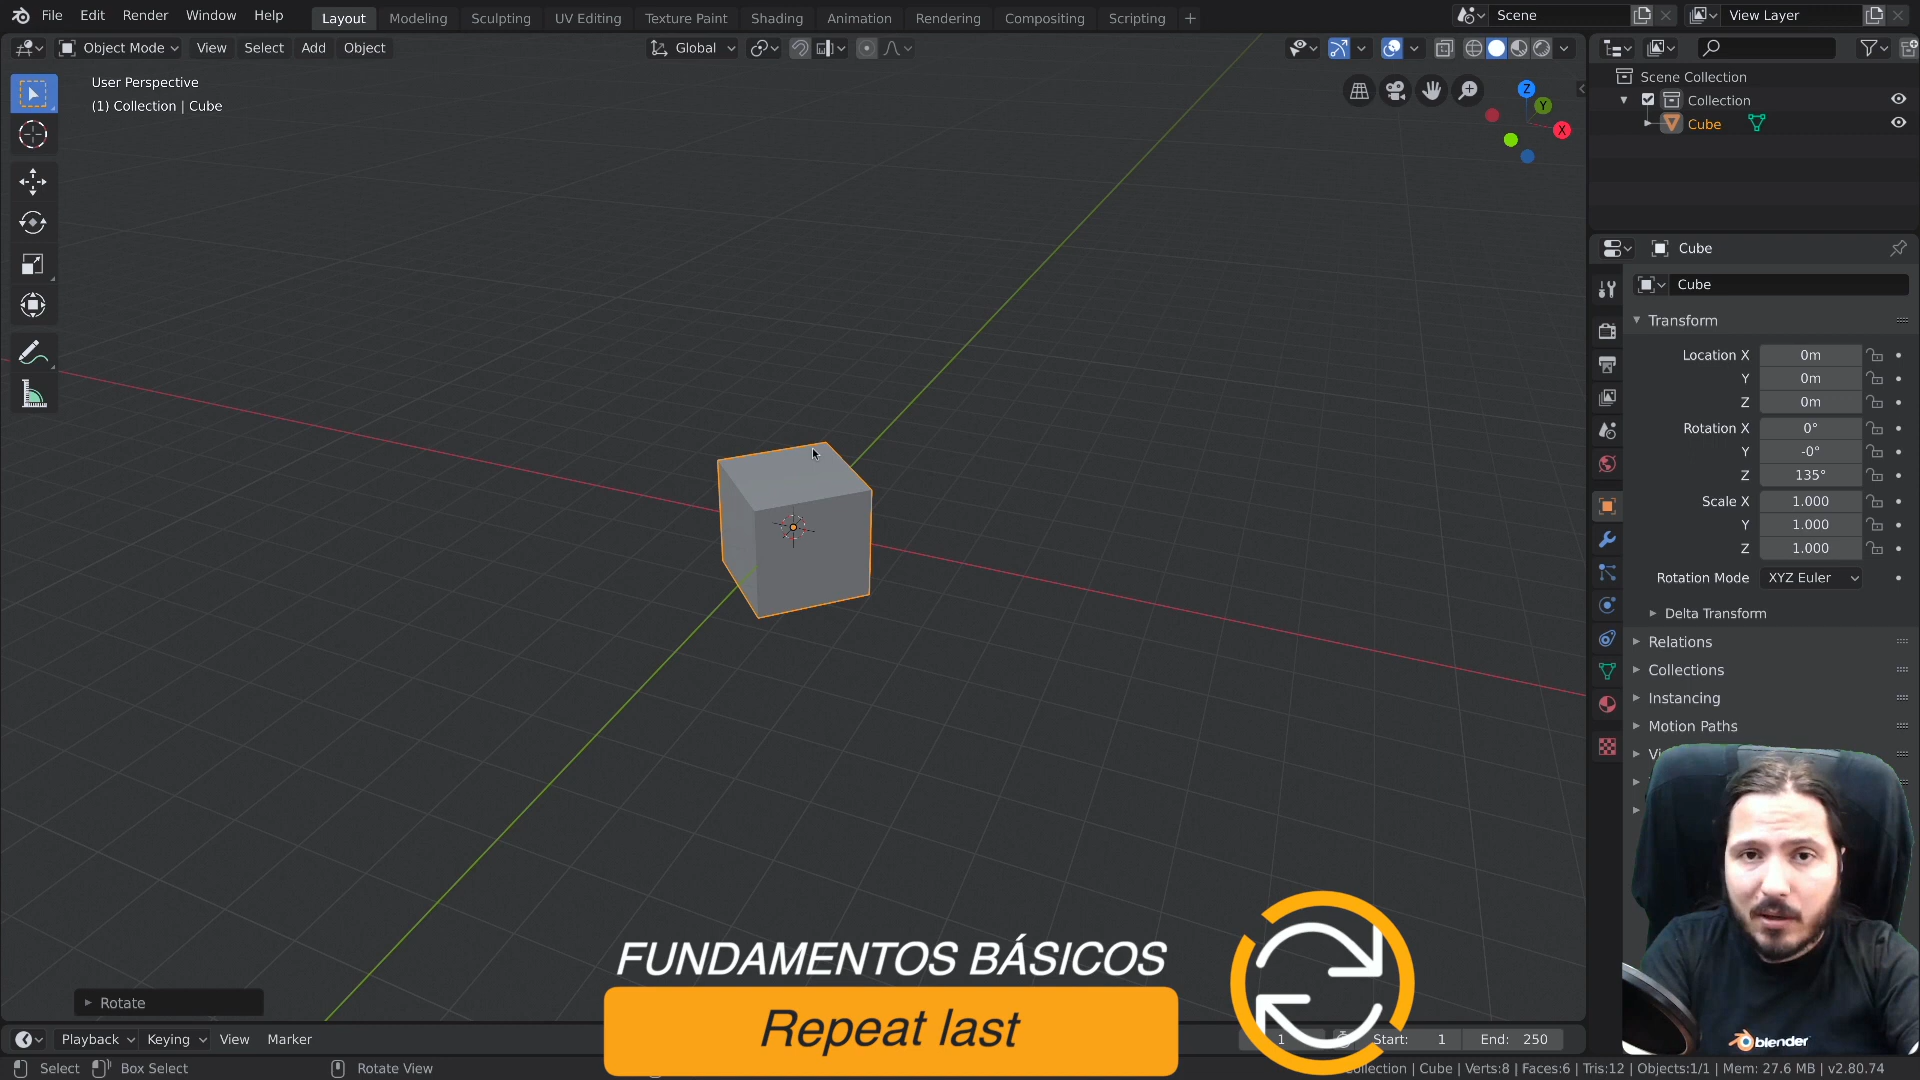 File Edit Render Window Help Layout Modeling Sculpting UV Editing Texture Paint Shading Animation Rendering Compositing Scripting + Scene View Layer
Object Mode View Select Add Object Global
User Perspective
(1) Collection | Cube
Z
Y
X
Scene Collection
Collection
Cube
Cube
Cube
Transform
Location X 0m
Y 0m
Z 0m
Rotation X 0°
Y -0°
Z 135°
Scale X 1.000
Y 1.000
Z 1.000
Rotation Mode XYZ Euler
Delta Transform
Relations
Collections
Instancing
Motion Paths
Rotate
FUNDAMENTOS BÁSICOS
Repeat last
blender
Playback Keying View Marker 1 Start: 1 End: 250
Select Box Select Rotate View | Cube | Verts:8 | Faces:6 | Tris:12 | Objects:1/1 | Mem: 27.6 MB | v2.80.74